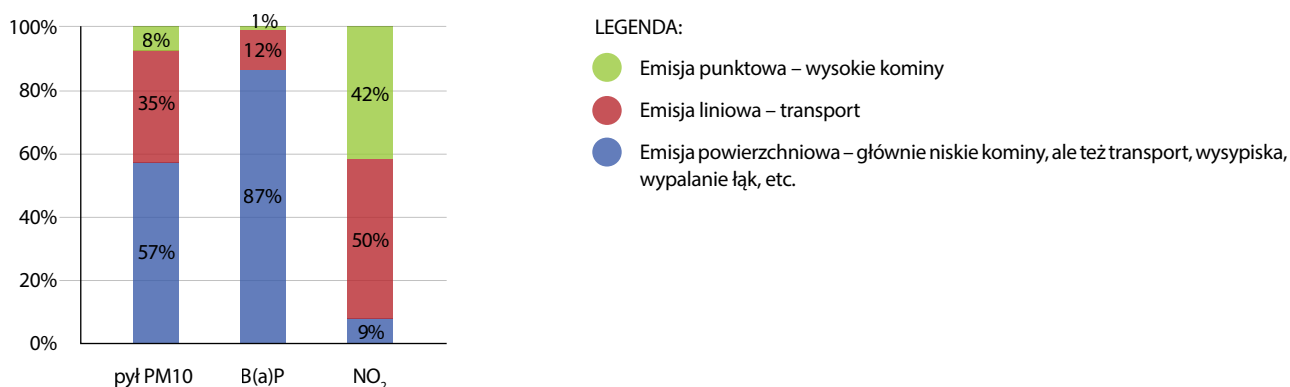 100%
80%
60%
40%
20%
0%
8%
35%
57%
1%
12%
87%
42%
50%
9%
pył PM10
B(a)P
NO₂
LEGENDA:
Emisja punktowa – wysokie kominy
Emisja liniowa – transport
Emisja powierzchniowa – głównie niskie kominy, ale też transport, wysypiska,
wypalanie łąk, etc.